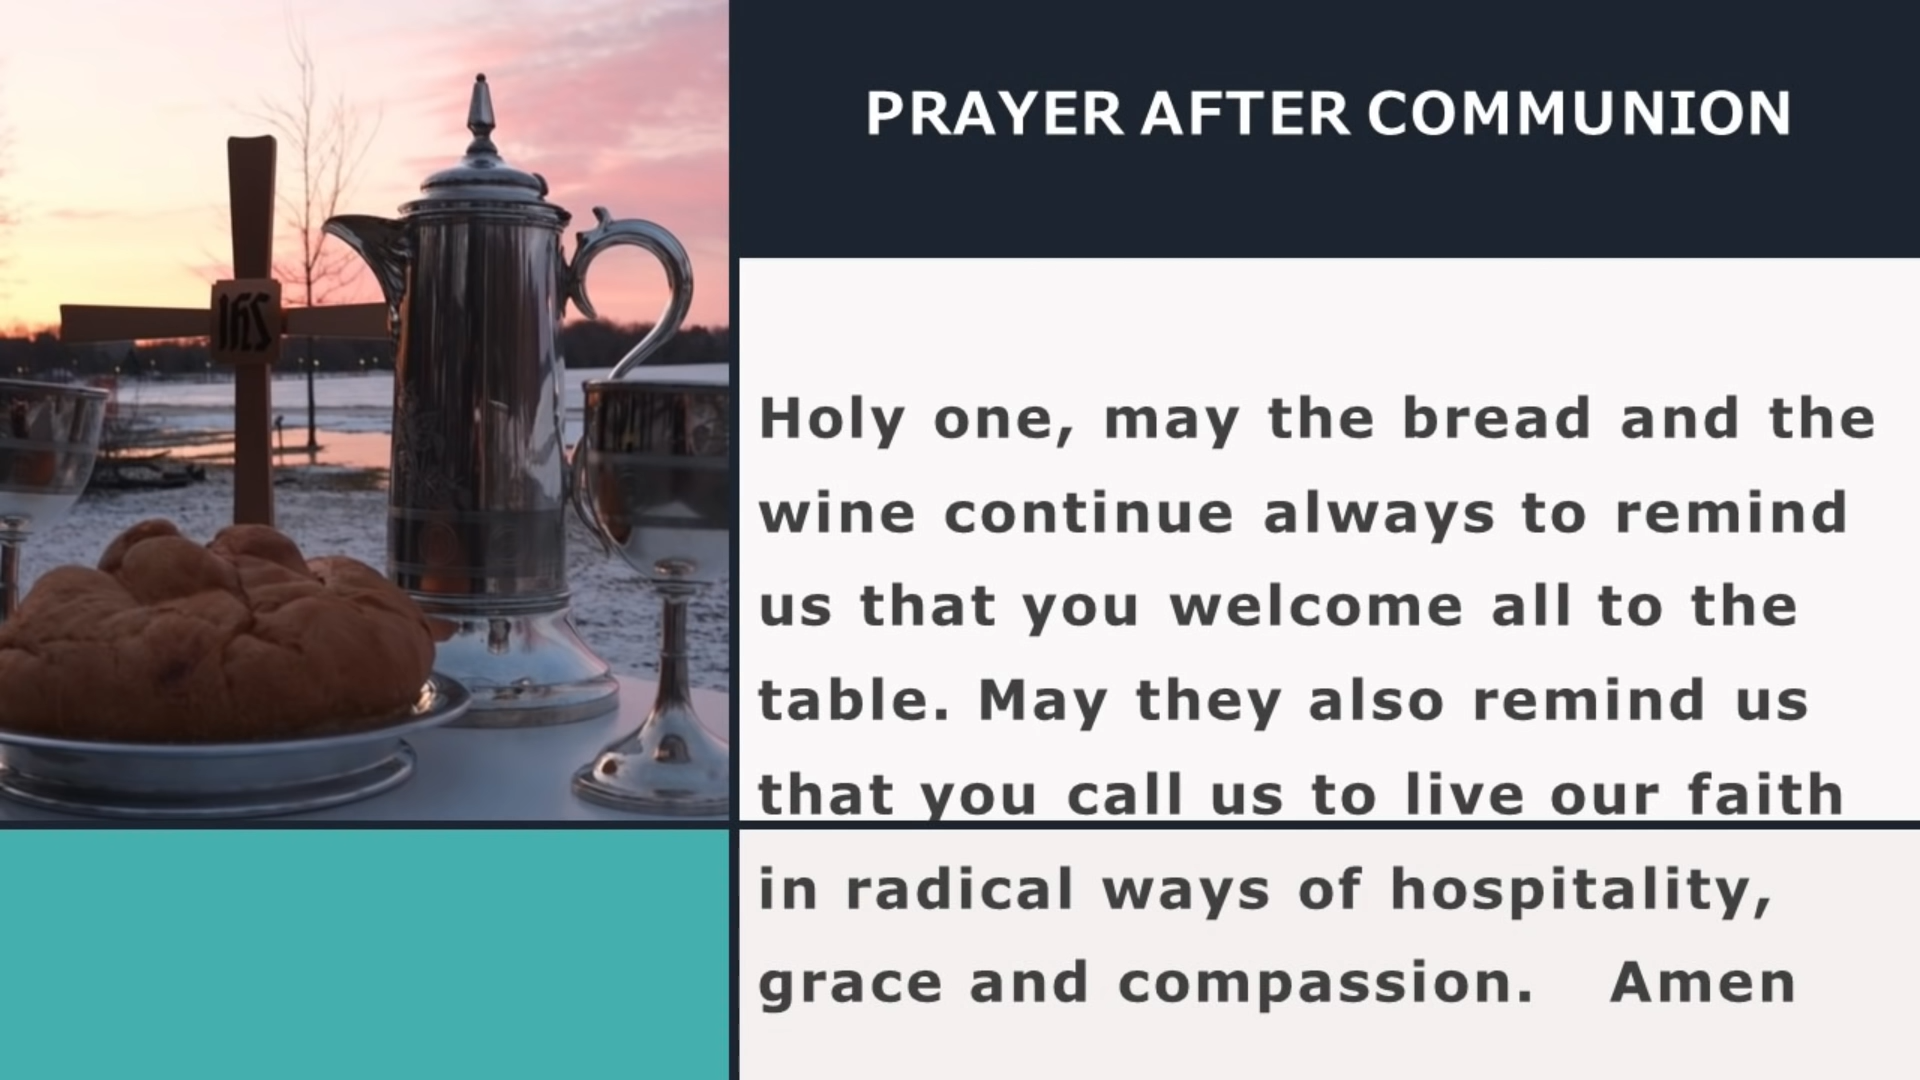 PRAYER AFTER COMMUNION
IHS
Holy one, may the bread and the
wine continue always to remind
us that you welcome all to the
table. May they also remind us
that you call us to live our faith
in radical ways of hospitality,
grace and compassion. Amen